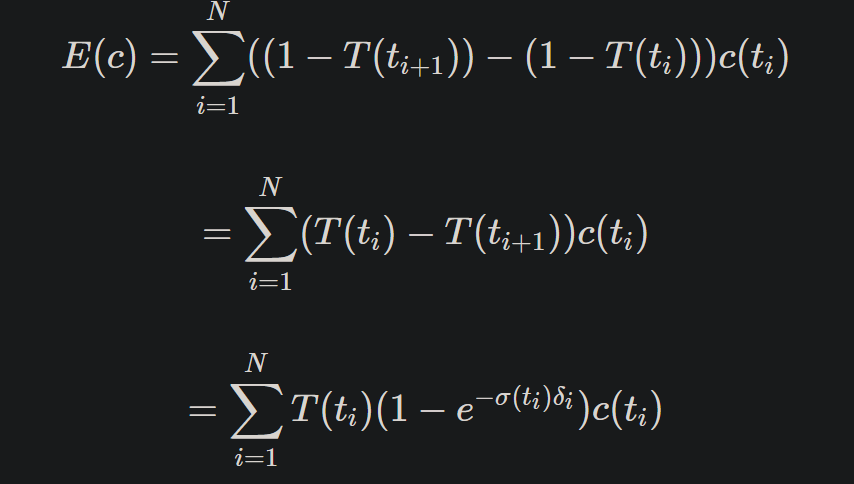 $E(c) = \sum_{i=1}^{N} ((1 - T(t_{i+1})) - (1 - T(t_i)))c(t_i)$
$= \sum_{i=1}^{N} (T(t_i) - T(t_{i+1}))c(t_i)$
$= \sum_{i=1}^{N} T(t_i)(1 - e^{-\sigma(t_i)\delta_i})c(t_i)$